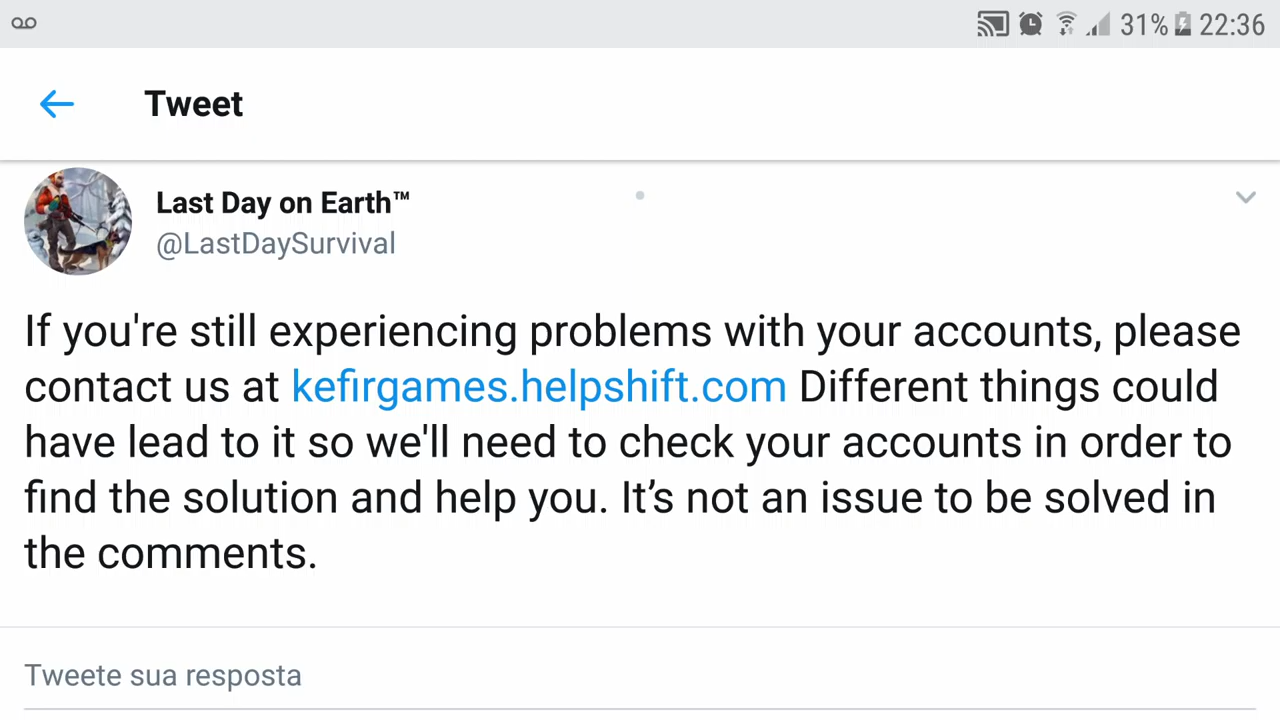 31% 22:36
Tweet
Last Day on Earth™
@LastDaySurvival
If you're still experiencing problems with your accounts, please
contact us at kefirgames.helpshift.com Different things could
have lead to it so we'll need to check your accounts in order to
find the solution and help you. It’s not an issue to be solved in
the comments.
Tweete sua resposta